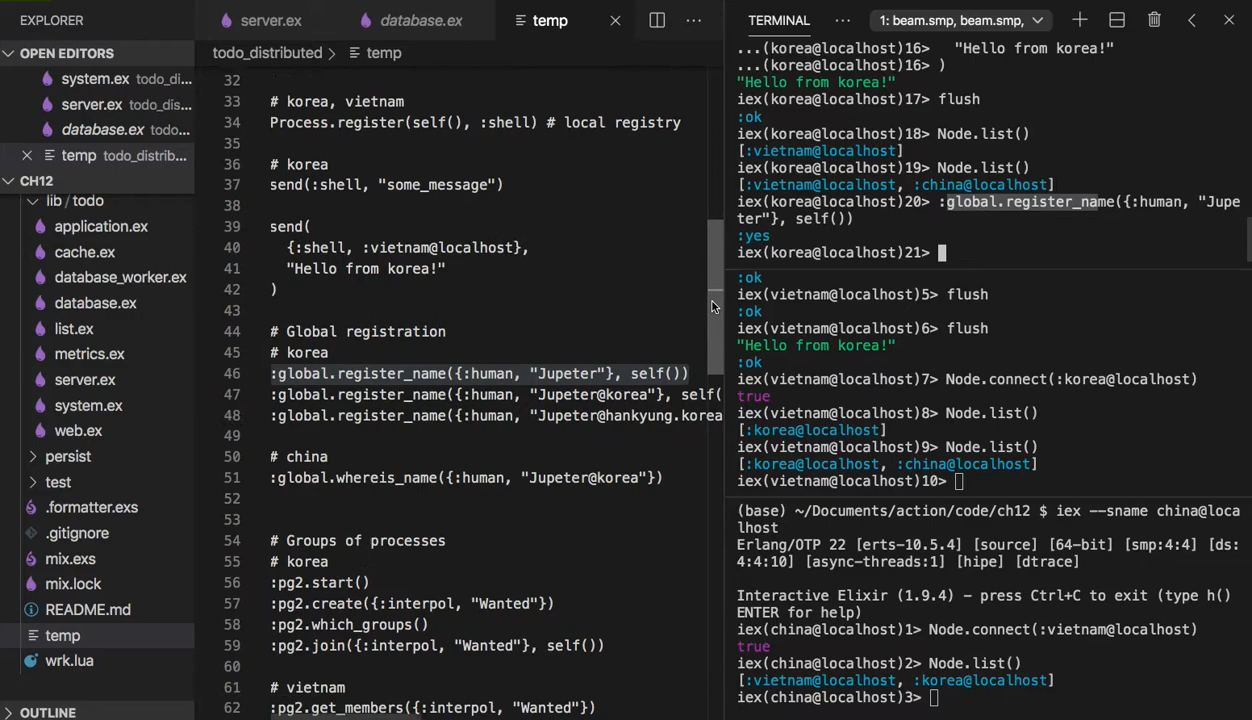 EXPLORER
OPEN EDITORS
system.ex todo_di...
server.ex todo_dis...
database.ex todo...
temp todo_distrib...
CH12
lib / todo
application.ex
cache.ex
database_worker.ex
database.ex
list.ex
metrics.ex
server.ex
system.ex
web.ex
persist
test
.formatter.exs
.gitignore
mix.exs
mix.lock
README.md
temp
wrk.lua
OUTLINE
server.ex
database.ex
temp
todo_distributed > temp
32
33 # korea, vietnam
34 Process.register(self(), :shell) # local registry
35
36 # korea
37 send(:shell, "some_message")
38
39 send(
40 {:shell, :vietnam@localhost},
41 "Hello from korea!"
42 )
43
44 # Global registration
45 # korea
46 :global.register_name({:human, "Jupeter"}, self())
47 :global.register_name({:human, "Jupeter@korea"}, self(
48 :global.register_name({:human, "Jupeter@hankyung.korea
49
50 # china
51 :global.whereis_name({:human, "Jupeter@korea"})
52
53
54 # Groups of processes
55 # korea
56 :pg2.start()
57 :pg2.create({:interpol, "Wanted"})
58 :pg2.which_groups()
59 :pg2.join({:interpol, "Wanted"}, self())
60
61 # vietnam
62 :pg2.get_members({:interpol, "Wanted"})
TERMINAL
1: beam.smp, beam.smp,
...(korea@localhost)16> "Hello from korea!"
...(korea@localhost)16> )
"Hello from korea!"
iex(korea@localhost)17> flush
:ok
iex(korea@localhost)18> Node.list()
[:vietnam@localhost]
iex(korea@localhost)19> Node.list()
[:vietnam@localhost, :china@localhost]
iex(korea@localhost)20> :global.register_name({:human, "Jupe
ter"}, self())
:yes
iex(korea@localhost)21>
:ok
iex(vietnam@localhost)5> flush
:ok
iex(vietnam@localhost)6> flush
"Hello from korea!"
:ok
iex(vietnam@localhost)7> Node.connect(:korea@localhost)
true
iex(vietnam@localhost)8> Node.list()
[:korea@localhost]
iex(vietnam@localhost)9> Node.list()
[:korea@localhost, :china@localhost]
iex(vietnam@localhost)10>
(base) ~/Documents/action/code/ch12 $ iex --sname china@loca
lhost
Erlang/OTP 22 [erts-10.5.4] [source] [64-bit] [smp:4:4] [ds:
4:4:10] [async-threads:1] [hipe] [dtrace]
Interactive Elixir (1.9.4) - press Ctrl+C to exit (type h()
ENTER for help)
iex(china@localhost)1> Node.connect(:vietnam@localhost)
true
iex(china@localhost)2> Node.list()
[:vietnam@localhost, :korea@localhost]
iex(china@localhost)3>